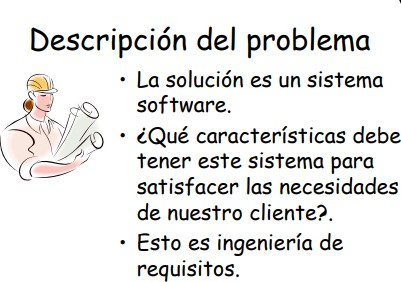 Descripción del problema
• La solución es un sistema
software.
• ¿Qué características debe
tener este sistema para
satisfacer las necesidades
de nuestro cliente?.
• Esto es ingeniería de
requisitos.